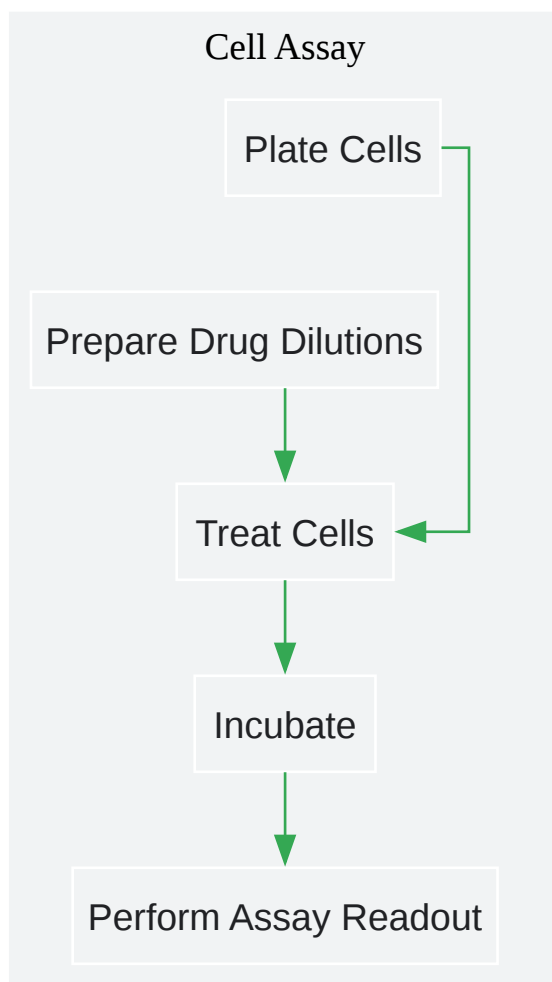 Cell Assay
Plate Cells
Prepare Drug Dilutions
Treat Cells
Incubate
Perform Assay Readout